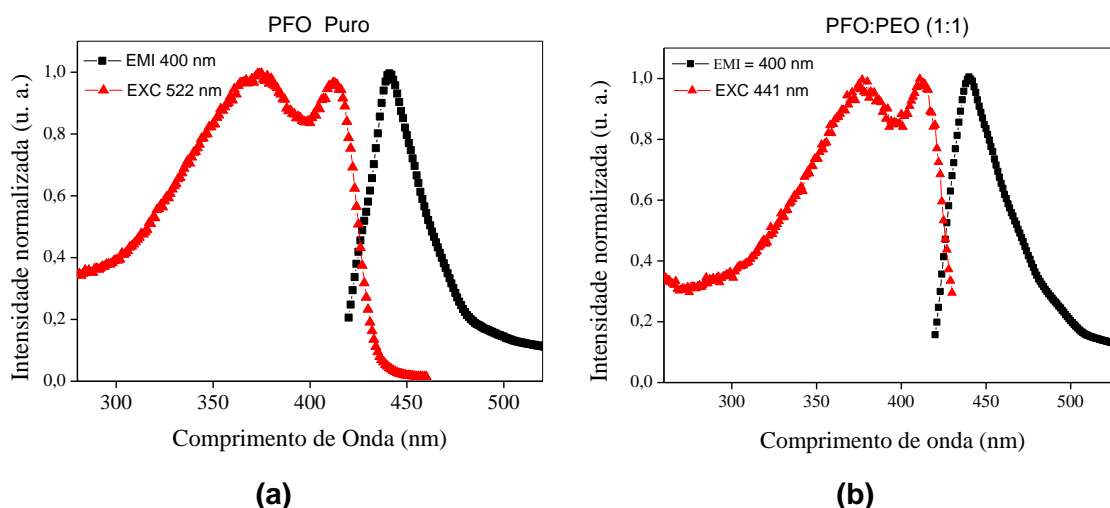 PFO Puro
EMI 400 nm
EXC 522 nm
Intensidade normalizada (u. a.)
1,0
0,8
0,6
0,4
0,2
0,0
300 350 400 450 500
Comprimento de Onda (nm)
(a)
PFO:PEO (1:1)
EMI = 400 nm
EXC 441 nm
Intensidade normalizada (u. a.)
1,0
0,8
0,6
0,4
0,2
0,0
300 350 400 450 500
Comprimento de onda (nm)
(b)